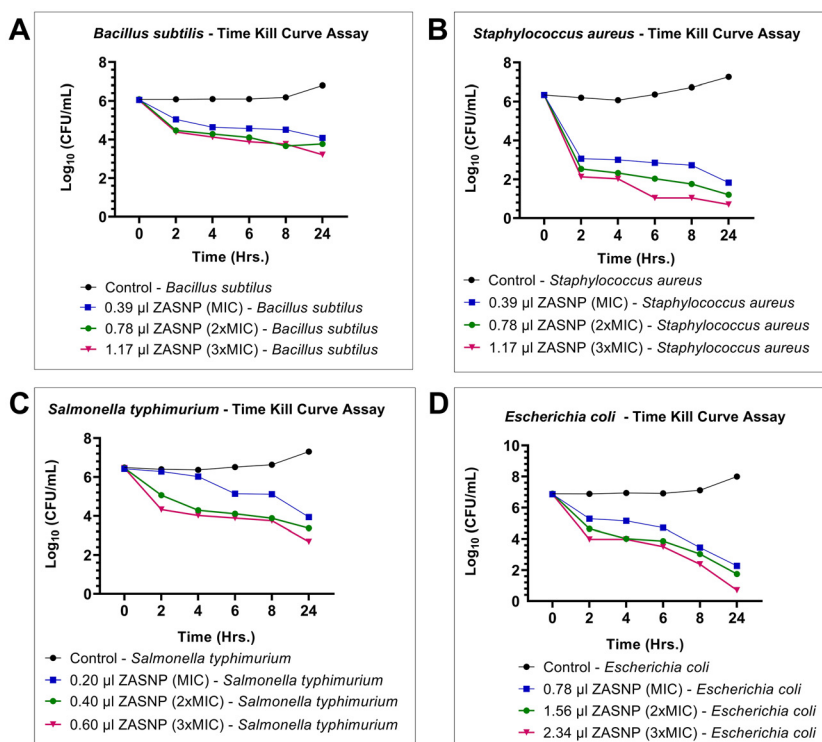 A
Bacillus subtilis - Time Kill Curve Assay
8
6
4
2
0
Log10 (CFU/mL)
0 2 4 6 8 24
Time (Hrs.)
Control - Bacillus subtilus
0.39 µl ZASNP (MIC) - Bacillus subtilus
0.78 µl ZASNP (2xMIC) - Bacillus subtilus
1.17 µl ZASNP (3xMIC) - Bacillus subtilus
B
Staphylococcus aureus - Time Kill Curve Assay
8
6
4
2
0
Log10 (CFU/mL)
0 2 4 6 8 24
Time (Hrs.)
Control - Staphylococcus aureus
0.39 µl ZASNP (MIC) - Staphylococcus aureus
0.78 µl ZASNP (2xMIC) - Staphylococcus aureus
1.17 µl ZASNP (3xMIC) - Staphylococcus aureus
C
Salmonella typhimurium - Time Kill Curve Assay
8
6
4
2
0
Log10 (CFU/mL)
0 2 4 6 8 24
Time (Hrs.)
Control - Salmonella typhimurium
0.20 µl ZASNP (MIC) - Salmonella typhimurium
0.40 µl ZASNP (2xMIC) - Salmonella typhimurium
0.60 µl ZASNP (3xMIC) - Salmonella typhimurium
D
Escherichia coli - Time Kill Curve Assay
10
8
6
4
2
0
Log10 (CFU/mL)
0 2 4 6 8 24
Time (Hrs.)
Control - Escherichia coli
0.78 µl ZASNP (MIC) - Escherichia coli
1.56 µl ZASNP (2xMIC) - Escherichia coli
2.34 µl ZASNP (3xMIC) - Escherichia coli